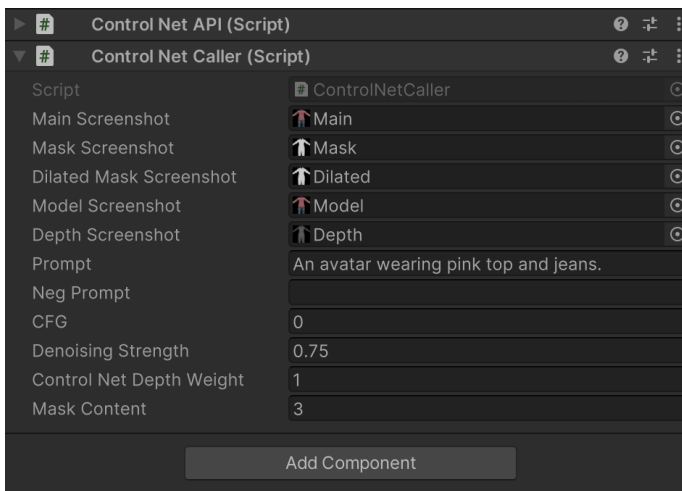 # Control Net API (Script)
# Control Net Caller (Script)
Script # ControlNetCaller
Main Screenshot Main
Mask Screenshot Mask
Dilated Mask Screenshot Dilated
Model Screenshot Model
Depth Screenshot Depth
Prompt An avatar wearing pink top and jeans.
Neg Prompt
CFG 0
Denoising Strength 0.75
Control Net Depth Weight 1
Mask Content 3
Add Component